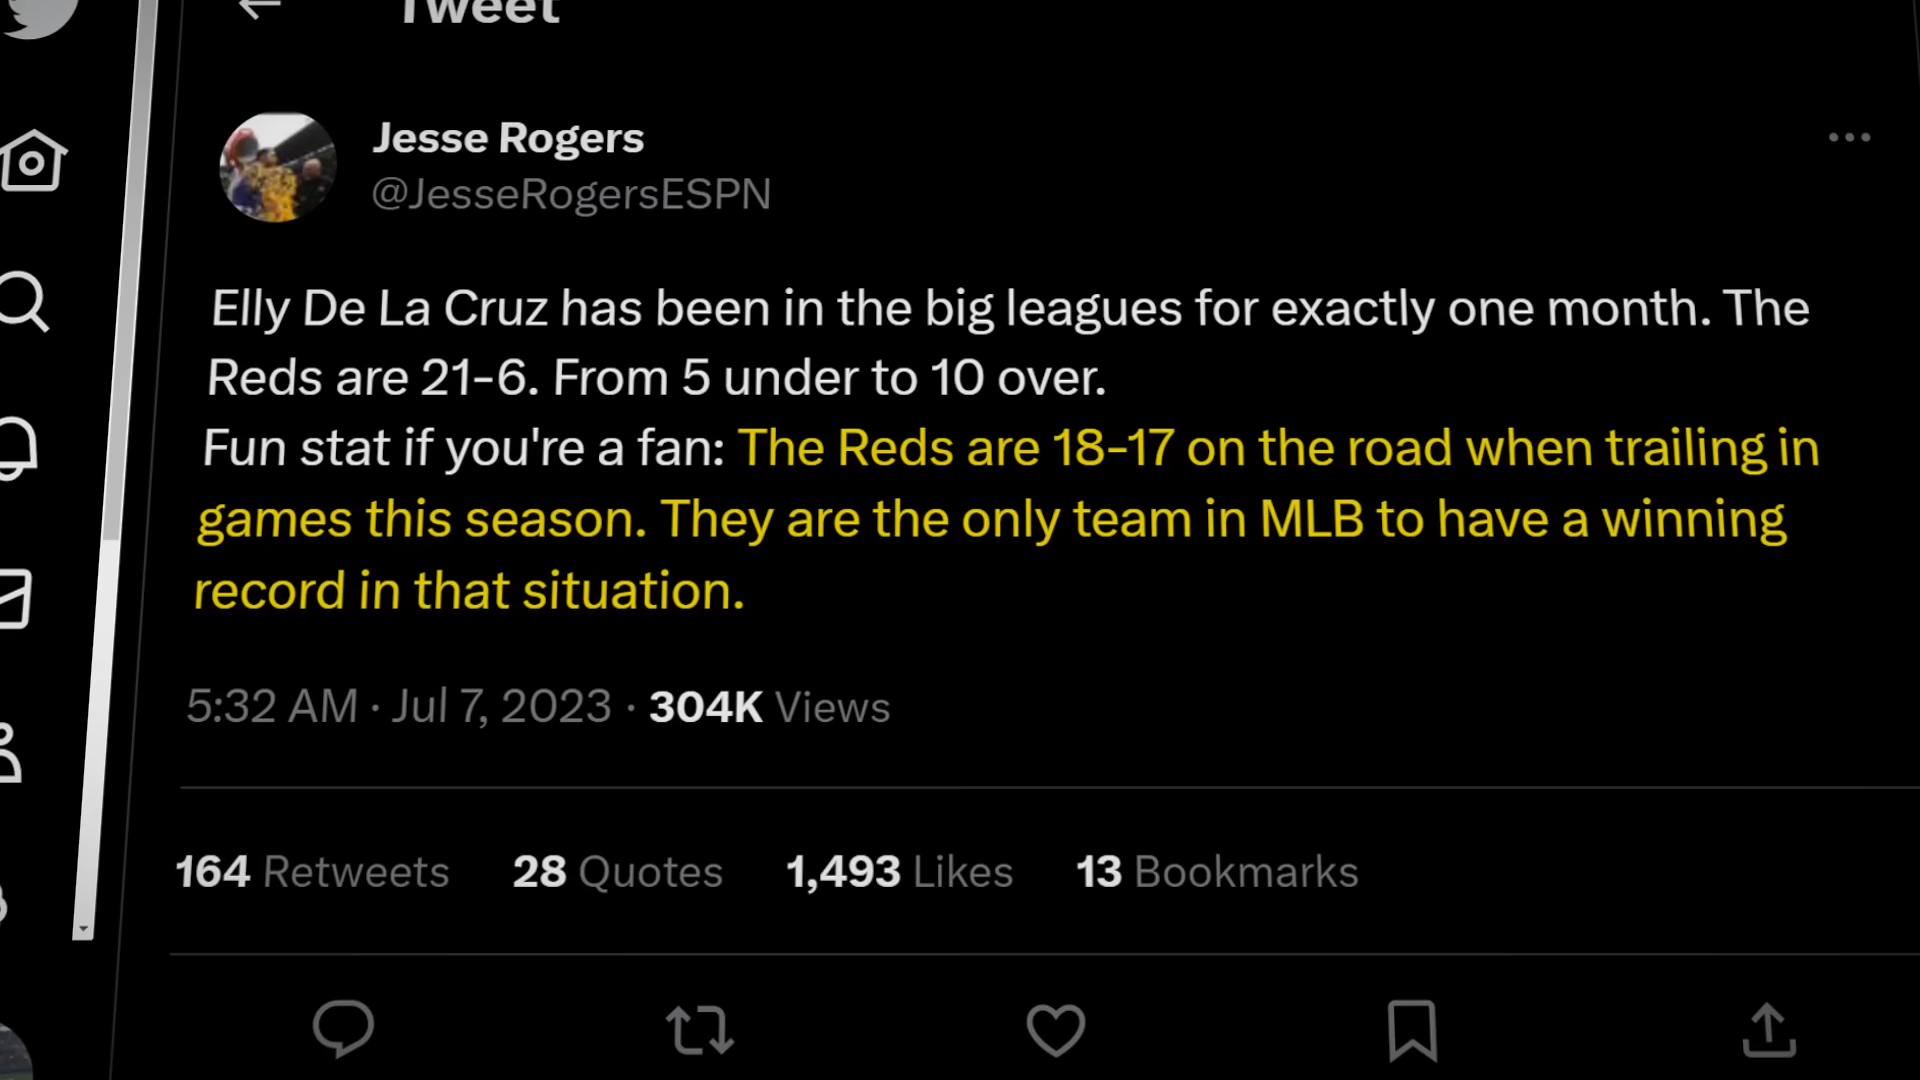 Tweet
Jesse Rogers
@JesseRogersESPN
Elly De La Cruz has been in the big leagues for exactly one month. The
Reds are 21-6. From 5 under to 10 over.
Fun stat if you're a fan: The Reds are 18-17 on the road when trailing in
games this season. They are the only team in MLB to have a winning
record in that situation.
5:32 AM · Jul 7, 2023 · 304K Views
164 Retweets 28 Quotes 1,493 Likes 13 Bookmarks